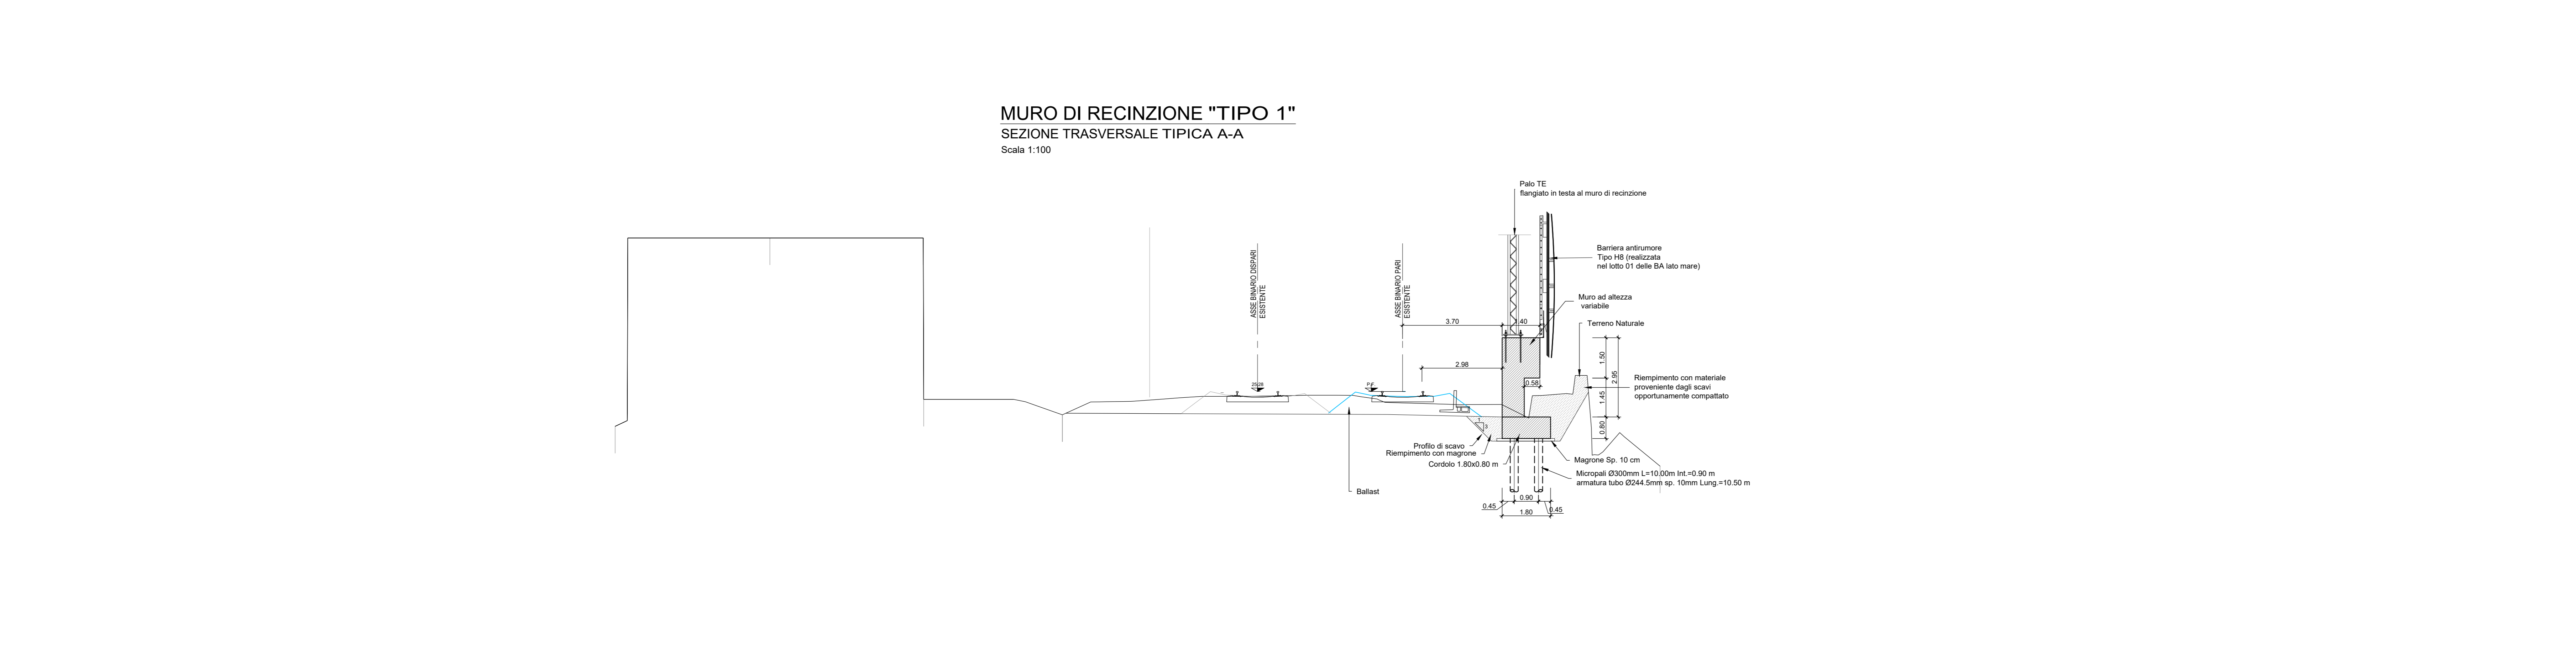 MURO DI RECINZIONE "TIPO 1"
SEZIONE TRASVERSALE TIPICA A-A
Scala 1:100
Palo TE
flangiato in testa al muro di recinzione
Barriera antirumore
Tipo H8 (realizzata
nel lotto 01 delle BA lato mare)
Muro ad altezza
variabile
Terreno Naturale
ASSE BINARIO DISPARI
ESISTENTE
ASSE BINARIO PARI
ESISTENTE
3.70
1.40
2.98
0.58
1.50
2.95
1.45
0.80
25.28
P.F.
Riempimento con materiale
proveniente dagli scavi
opportunamente compattato
1
3
Profilo di scavo
Riempimento con magrone
Cordolo 1.80x0.80 m
Magrone Sp. 10 cm
Micropali Ø300mm L=10.00m Int.=0.90 m
armatura tubo Ø244.5mm sp. 10mm Lung.=10.50 m
Ballast
0.90
0.45
0.45
1.80